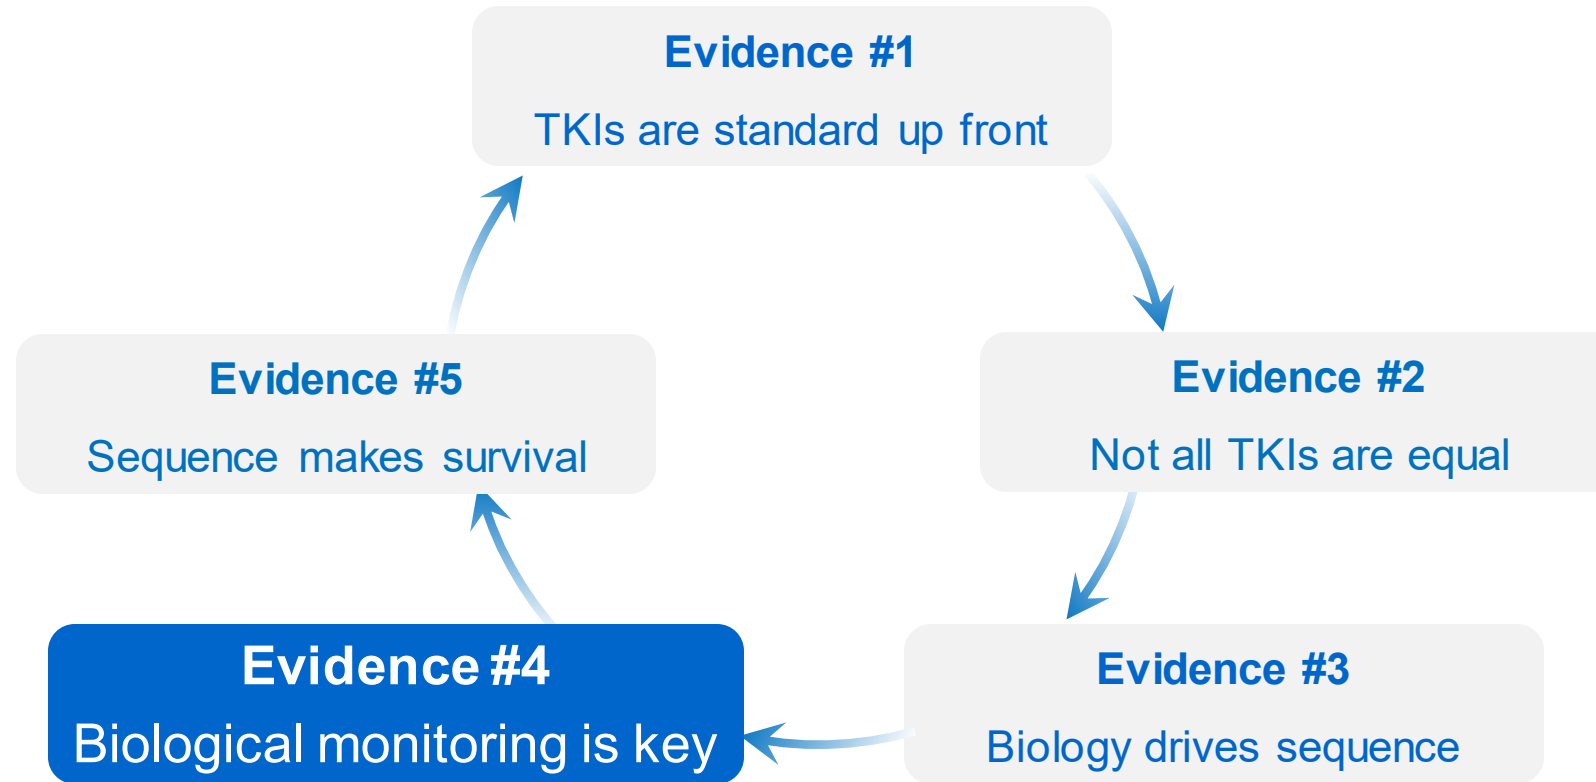 Evidence #1
TKIs are standard up front
Evidence #2
Not all TKIs are equal
Evidence #3
Biology drives sequence
Evidence #4
Biological monitoring is key
Evidence #5
Sequence makes survival